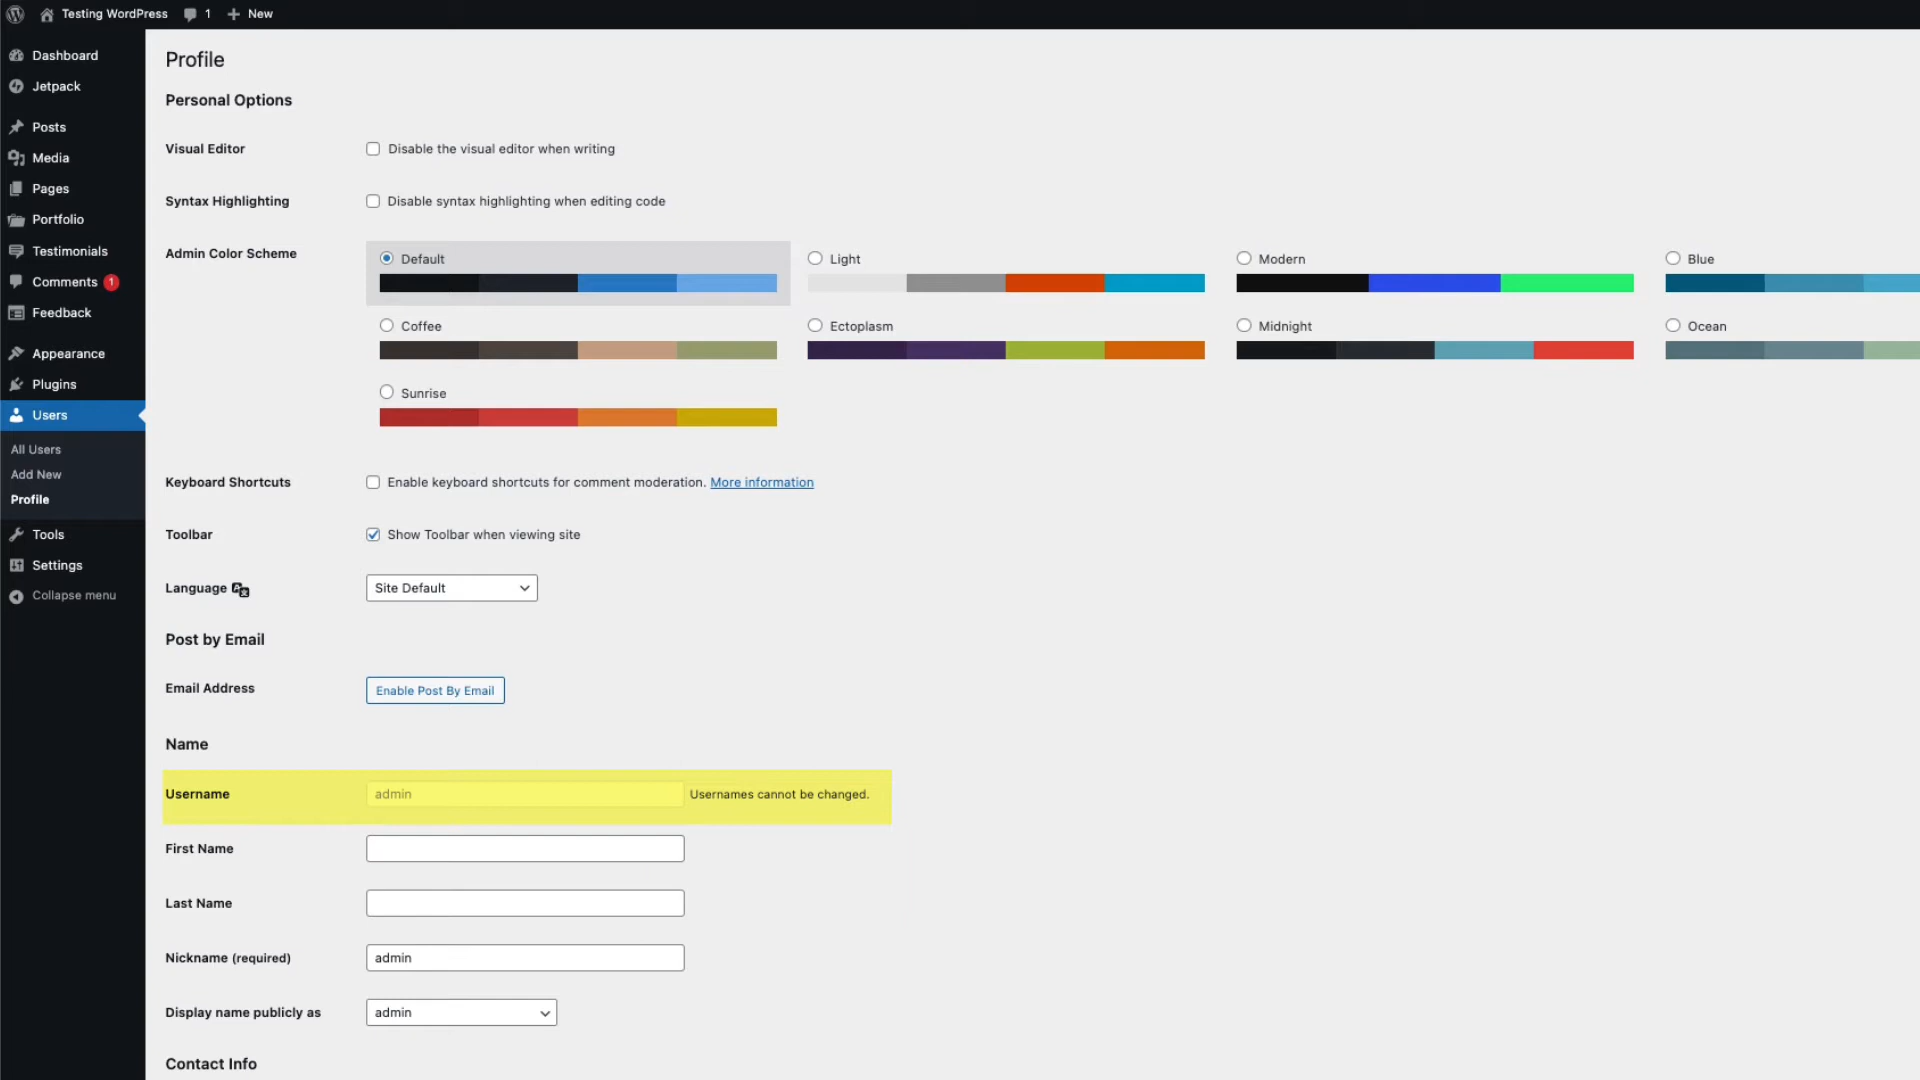 Testing WordPress 1 New
Dashboard
Jetpack
Posts
Media
Pages
Portfolio
Testimonials
Comments 1
Feedback
Appearance
Plugins
Users
All Users
Add New
Profile
Tools
Settings
Collapse menu
Profile
Personal Options
Visual Editor Disable the visual editor when writing
Syntax Highlighting Disable syntax highlighting when editing code
Admin Color Scheme Default Light Modern Blue
Coffee Ectoplasm Midnight Ocean
Sunrise
Keyboard Shortcuts Enable keyboard shortcuts for comment moderation. More information
Toolbar Show Toolbar when viewing site
Language Site Default
Post by Email
Email Address Enable Post By Email
Name
Username admin Usernames cannot be changed.
First Name
Last Name
Nickname (required) admin
Display name publicly as admin
Contact Info